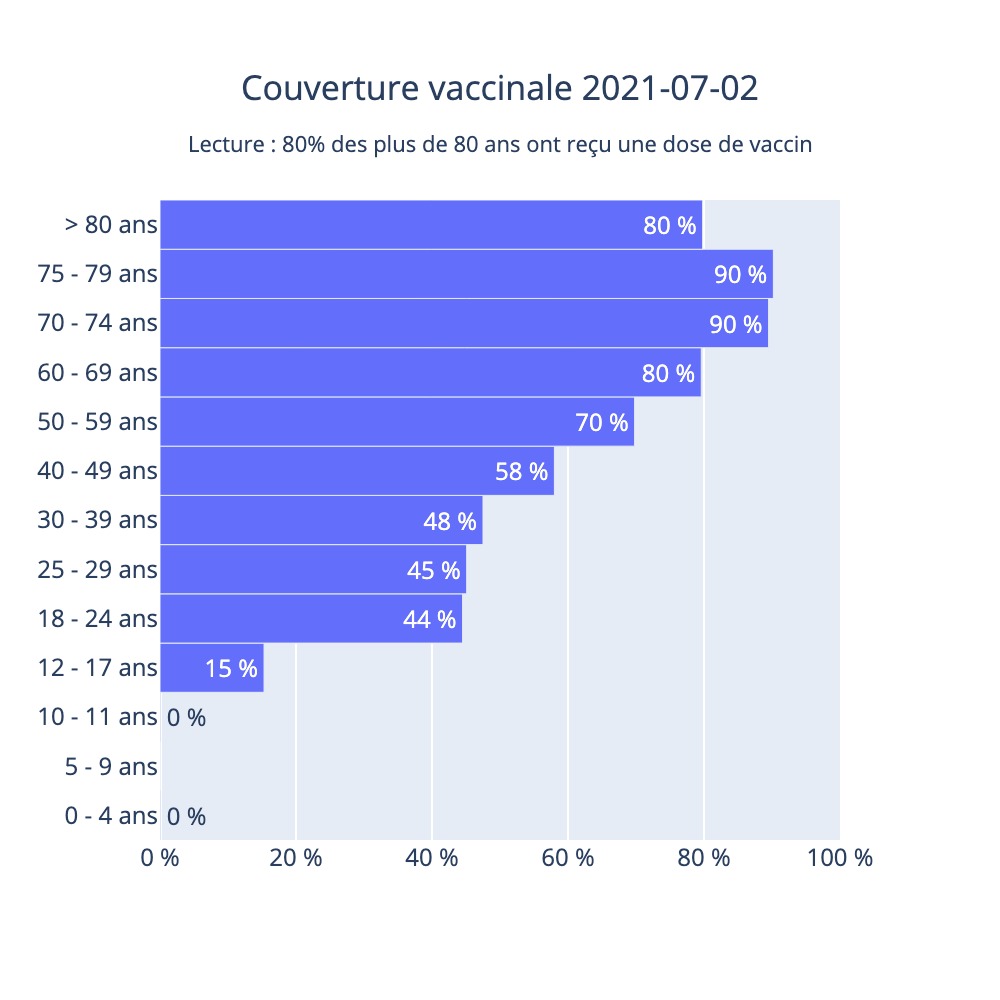 Couverture vaccinale 2021-07-02
Lecture : 80% des plus de 80 ans ont reçu une dose de vaccin
> 80 ans 80 %
75 - 79 ans 90 %
70 - 74 ans 90 %
60 - 69 ans 80 %
50 - 59 ans 70 %
40 - 49 ans 58 %
30 - 39 ans 48 %
25 - 29 ans 45 %
18 - 24 ans 44 %
12 - 17 ans 15 %
10 - 11 ans 0 %
5 - 9 ans
0 - 4 ans 0 %
0 % 20 % 40 % 60 % 80 % 100 %